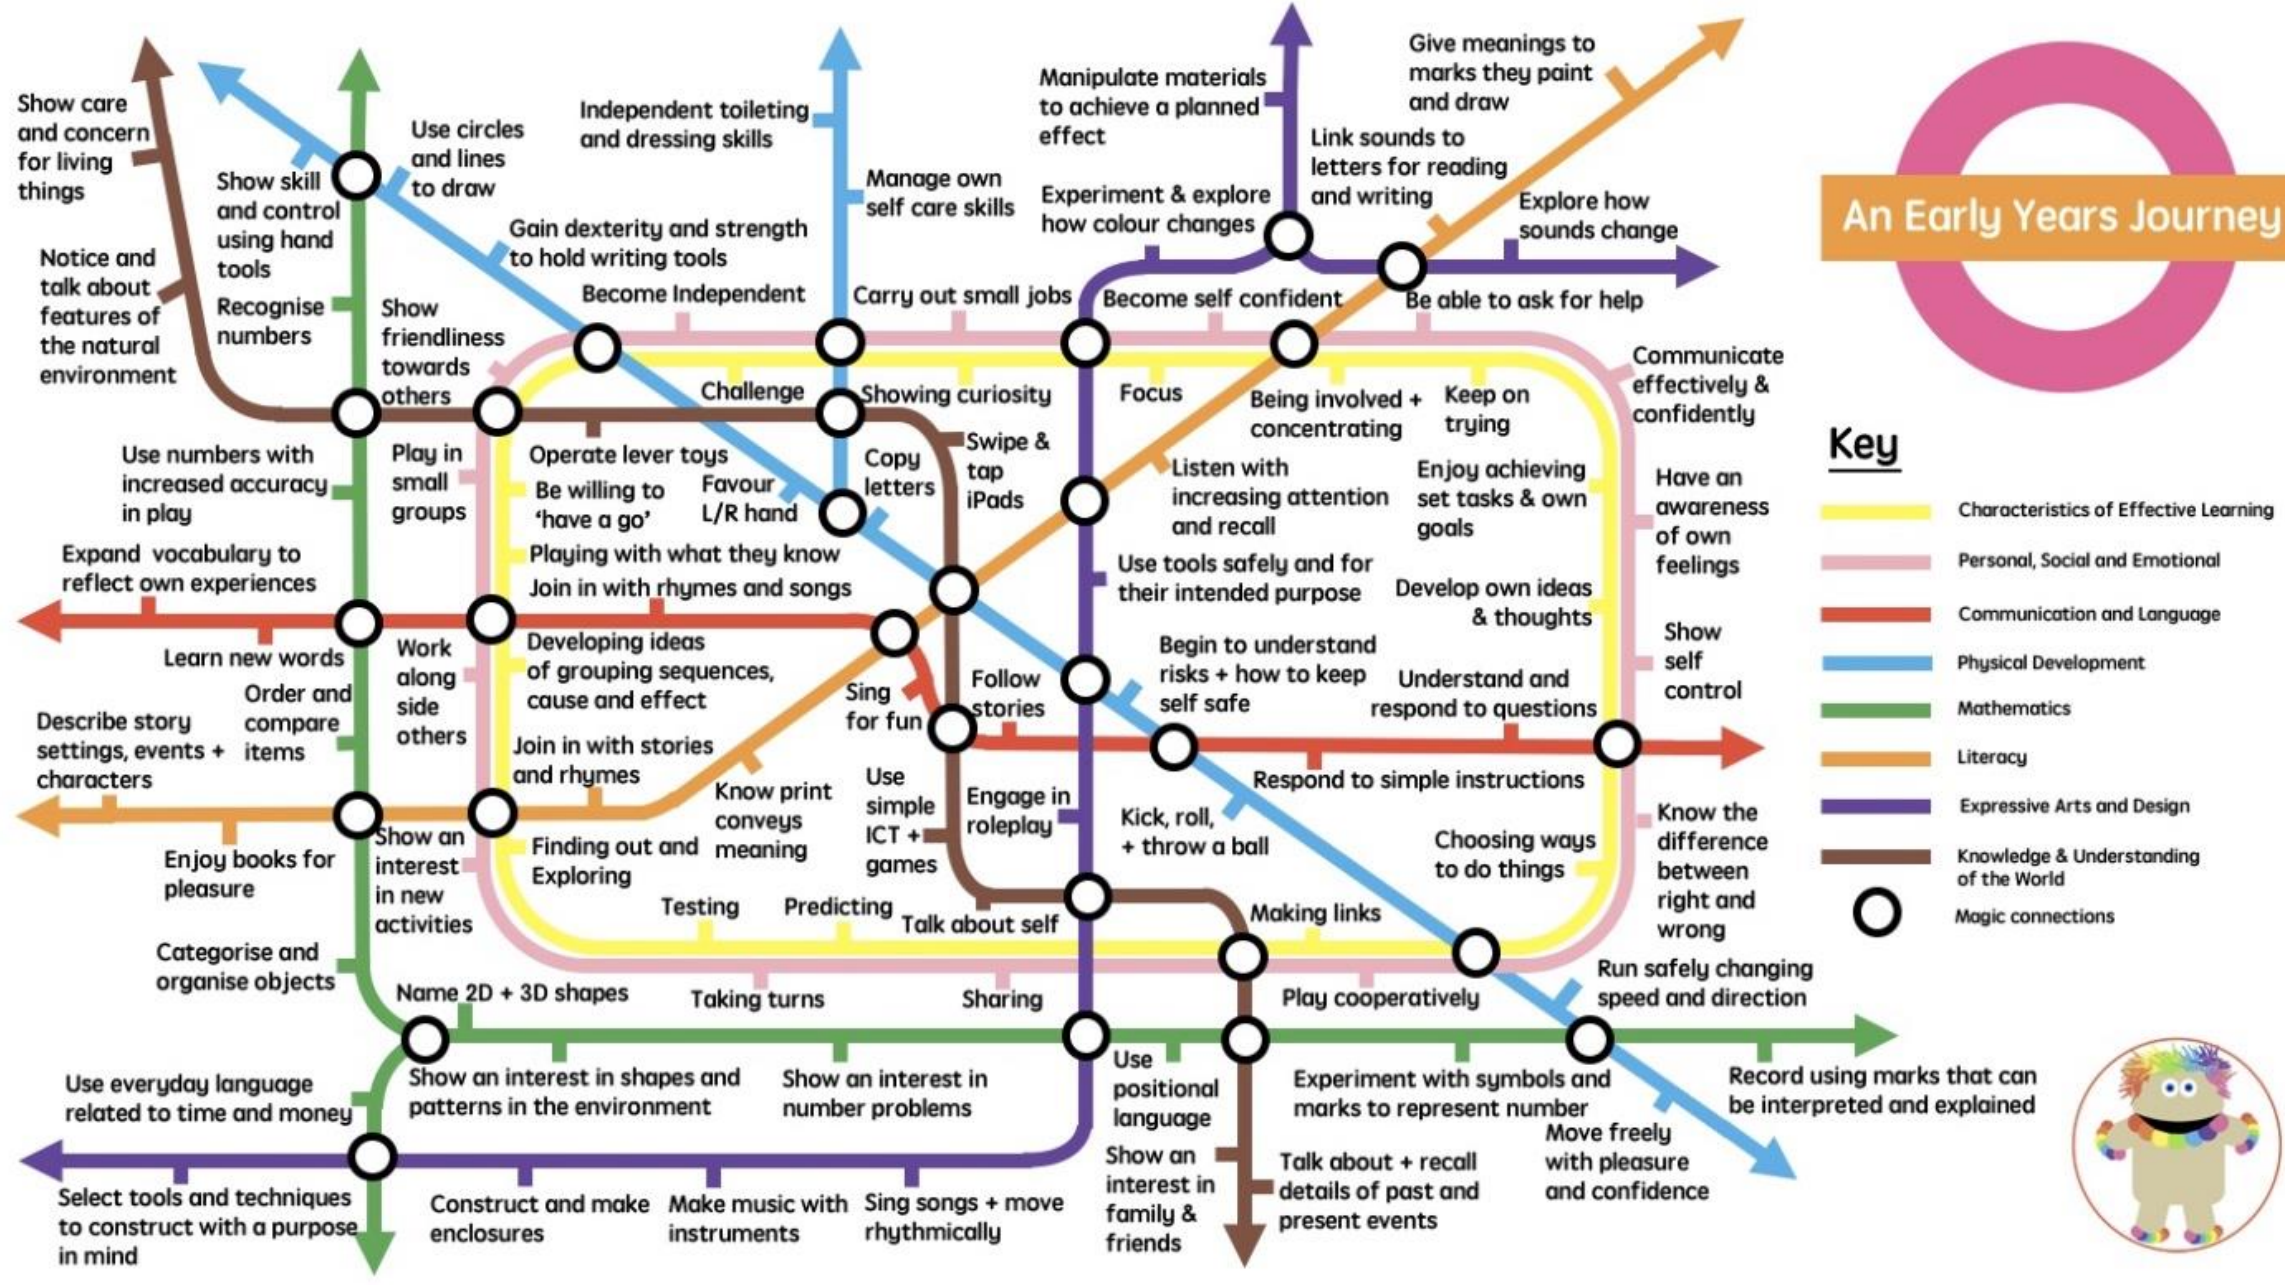 Show care
and concern
for living
things
Notice and
talk about
features of
the natural
environment
Show skill
and control
using hand
tools
Recognise
numbers
Use circles
and lines
to draw
Gain dexterity and strength
to hold writing tools
Show
friendliness
towards
others
Independent toileting
and dressing skills
Manage own
self care skills
Become Independent
Carry out small jobs
Manipulate materials
to achieve a planned
effect
Experiment & explore
how colour changes
Give meanings to
marks they paint
and draw
Link sounds to
letters for reading
and writing
Explore how
sounds change
Become self confident
Be able to ask for help
Communicate
effectively &
confidently
Challenge
Showing curiosity
Focus
Being involved +
concentrating
Keep on
trying
Use numbers with
increased accuracy
in play
Play in
small
groups
Operate lever toys
Be willing to
‘have a go’
Favour
L/R hand
Copy
letters
Swipe &
tap
iPads
Listen with
increasing attention
and recall
Enjoy achieving
set tasks & own
goals
Have an
awareness
of own
feelings
Expand vocabulary to
reflect own experiences
Playing with what they know
Join in with rhymes and songs
Use tools safely and for
their intended purpose
Develop own ideas
& thoughts
Learn new words
Work
along
side
others
Developing ideas
of grouping sequences,
cause and effect
Sing
for fun
Follow
stories
Begin to understand
risks + how to keep
self safe
Understand and
respond to questions
Show
self
control
Order and
compare
items
Describe story
settings, events +
characters
Join in with stories
and rhymes
Know print
conveys
meaning
Use
simple
ICT +
games
Engage in
roleplay
Kick, roll,
+ throw a ball
Respond to simple instructions
Choosing ways
to do things
Know the
difference
between
right and
wrong
Enjoy books for
pleasure
Show an
interest
in new
activities
Finding out and
Exploring
Testing
Predicting
Talk about self
Making links
Categorise and
organise objects
Name 2D + 3D shapes
Taking turns
Sharing
Play cooperatively
Run safely changing
speed and direction
Use everyday language
related to time and money
Show an interest in shapes and
patterns in the environment
Show an interest in
number problems
Use
positional
language
Experiment with symbols and
marks to represent number
Record using marks that can
be interpreted and explained
Move freely
with pleasure
and confidence
Select tools and techniques
to construct with a purpose
in mind
Construct and make
enclosures
Make music with
instruments
Sing songs + move
rhythmically
Show an
interest in
family &
friends
Talk about + recall
details of past and
present events
An Early Years Journey
Key
Characteristics of Effective Learning
Personal, Social and Emotional
Communication and Language
Physical Development
Mathematics
Literacy
Expressive Arts and Design
Knowledge & Understanding
of the World
Magic connections